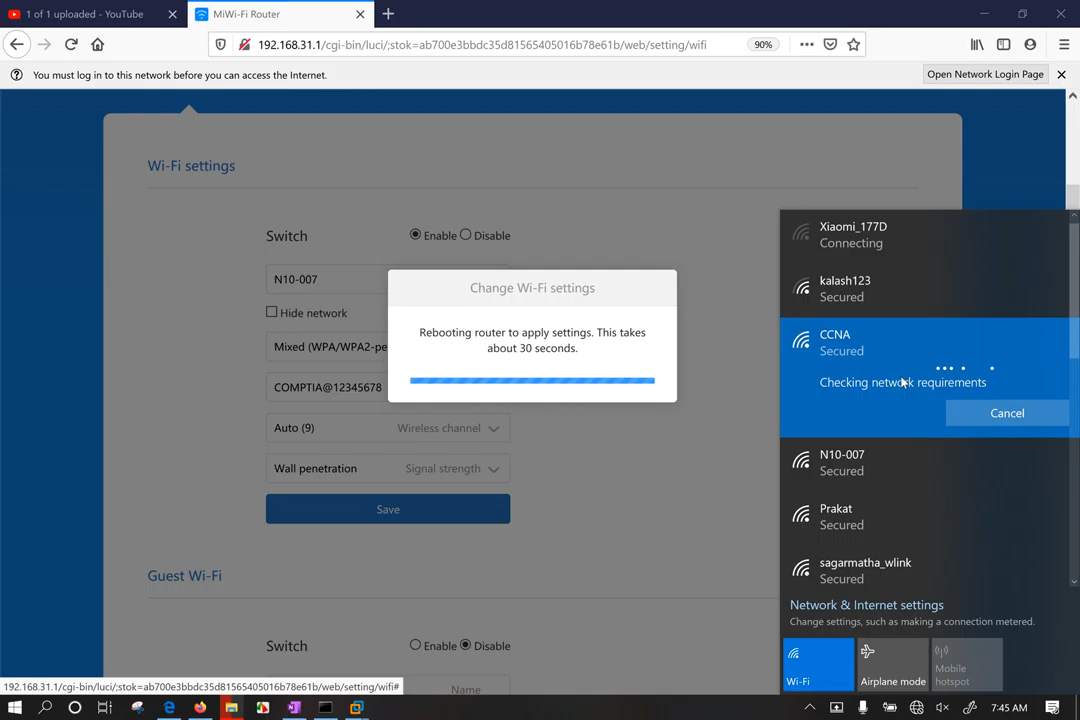 1 of 1 uploaded - YouTube
MiWi-Fi Router
192.168.31.1/cgi-bin/luci/;stok=ab700e3bbdc35d81565405016b78e61b/web/setting/wifi
90%
You must log in to this network before you can access the Internet.
Open Network Login Page
Wi-Fi settings
Switch
Enable
Disable
N10-007
Hide network
Mixed (WPA/WPA2-pe
COMPTIA@12345678
Auto (9)
Wireless channel
Wall penetration
Signal strength
Save
Guest Wi-Fi
Switch
Enable
Disable
Name
Change Wi-Fi settings
Rebooting router to apply settings. This takes
about 30 seconds.
Xiaomi_177D
Connecting
kalash123
Secured
CCNA
Secured
Checking network requirements
Cancel
N10-007
Secured
Prakat
Secured
sagarmatha_wlink
Secured
Network & Internet settings
Change settings, such as making a connection metered.
Wi-Fi
Airplane mode
Mobile
hotspot
192.168.31.1/cgi-bin/luci/;stok=ab700e3bbdc35d81565405016b78e61b/web/setting/wifi#
7:45 AM